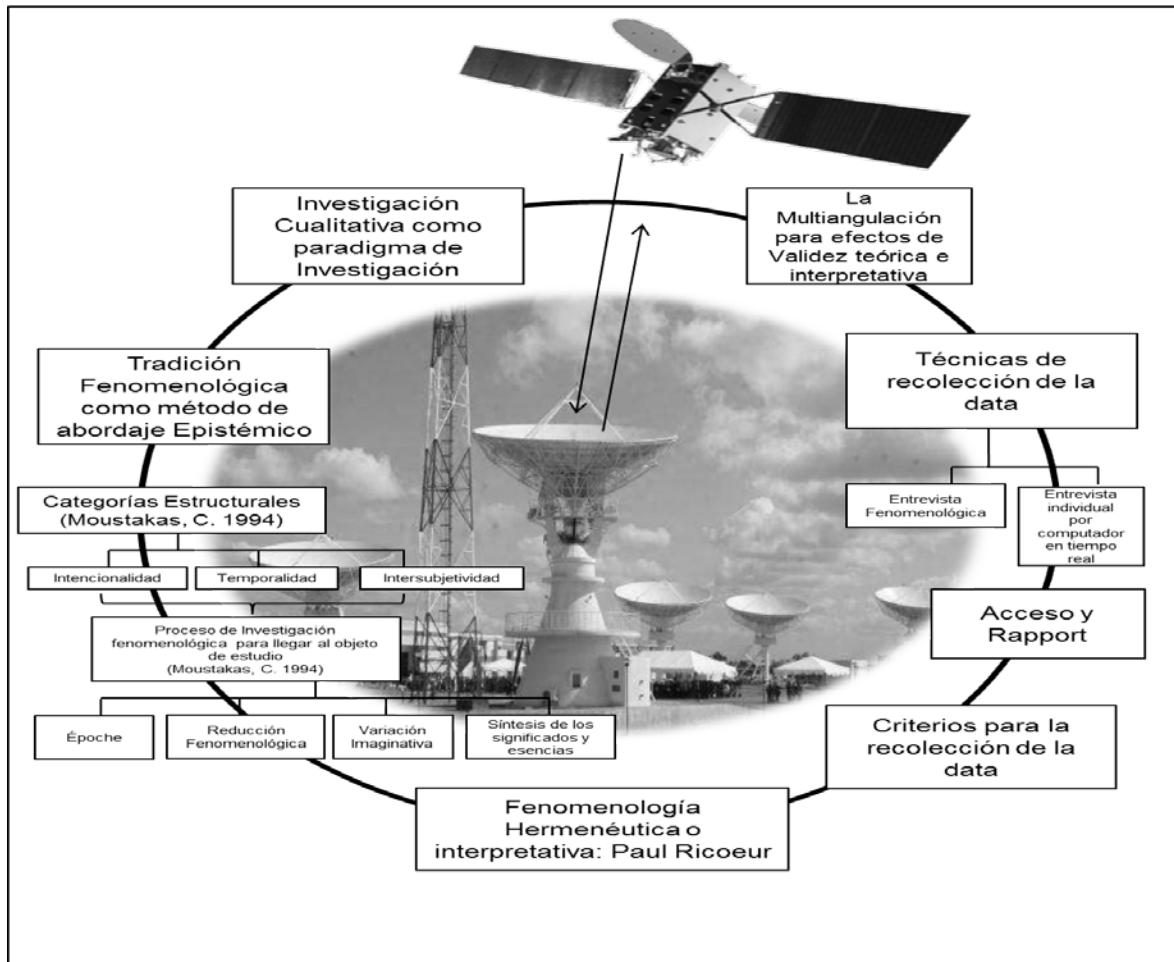 Investigación
Cualitativa como
paradigma de
Investigación
La
Multiangulación
para efectos de
Validez teórica e
interpretativa
Tradición
Fenomenológica
como método de
abordaje Epistémico
Técnicas de
recolección de la
data
Categorías Estructurales
(Moustakas, C. 1994)
Entrevista
Fenomenológica
Entrevista
individual
por
computador
en tiempo
real
Intencionalidad
Temporalidad
Intersubjetividad
Acceso y
Rapport
Proceso de Investigación
fenomenológica para llegar al objeto
de estudio
(Moustakas, C. 1994)
Époche
Reducción
Fenomenológica
Variación
Imaginativa
Síntesis de los
significados y
esencias
Criterios para la
recolección de la
data
Fenomenología
Hermenéutica o
interpretativa: Paul Ricoeur